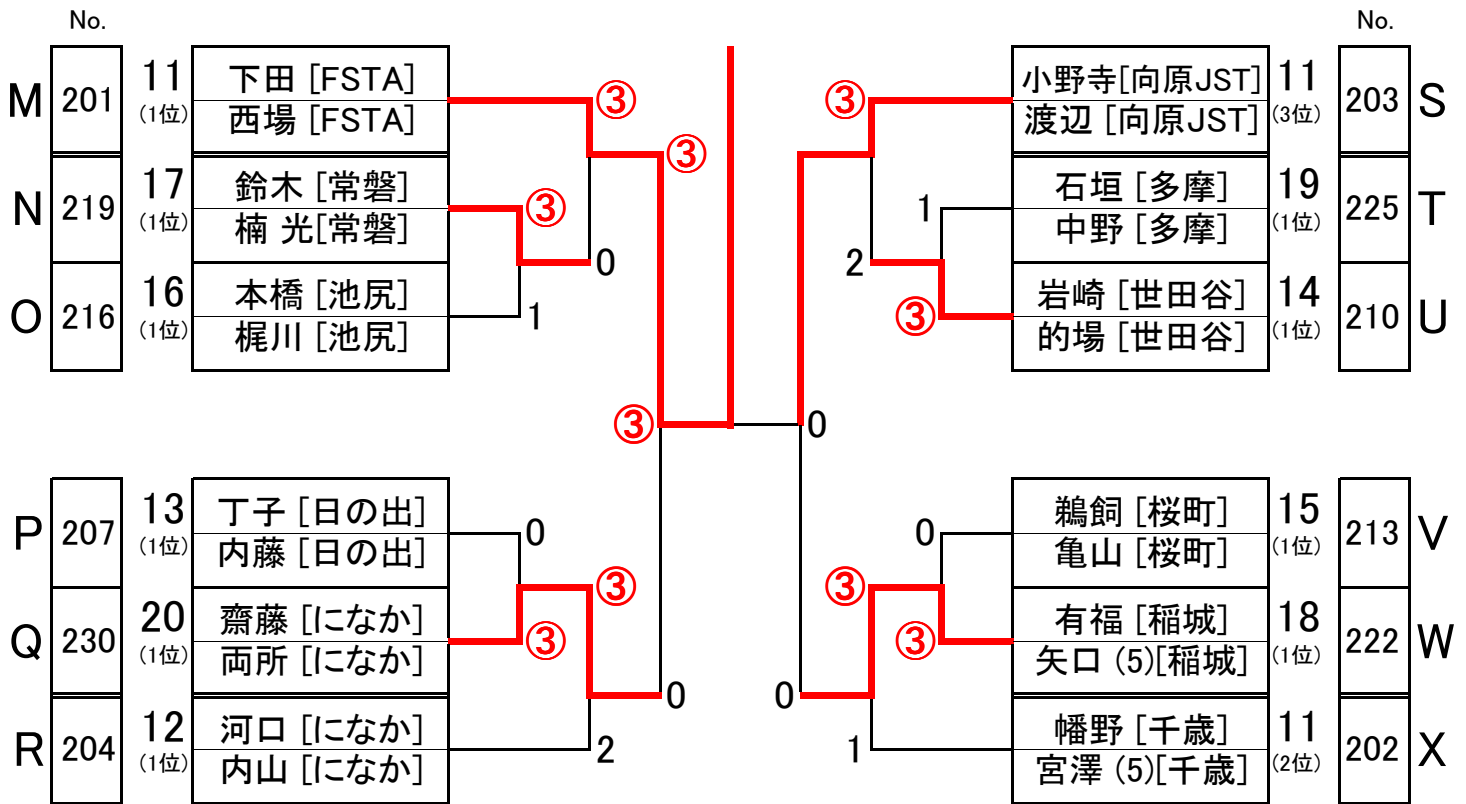 No.
M 201 11 (1位) 下田 [FSTA]
西場 [FSTA]
③
③
N 219 17 (1位) 鈴木 [常磐]
楠 光[常磐]
③
0
O 216 16 (1位) 本橋 [池尻]
梶川 [池尻]
1
③
P 207 13 (1位) 丁子 [日の出]
内藤 [日の出]
0
③
Q 230 20 (1位) 齋藤 [になか]
両所 [になか]
③
0
R 204 12 (1位) 河口 [になか]
内山 [になか]
2
No.
③ 小野寺[向原JST] 11 (3位) 203 S
渡辺 [向原JST]
1 石垣 [多摩] 19 (1位) 225 T
中野 [多摩]
2
③ 岩崎 [世田谷] 14 (1位) 210 U
的場 [世田谷]
0
0 鵜飼 [桜町] 15 (1位) 213 V
亀山 [桜町]
③
③ 有福 [稲城] 18 (1位) 222 W
矢口 (5)[稲城]
0
1 幡野 [千歳] 11 (2位) 202 X
宮澤 (5)[千歳]